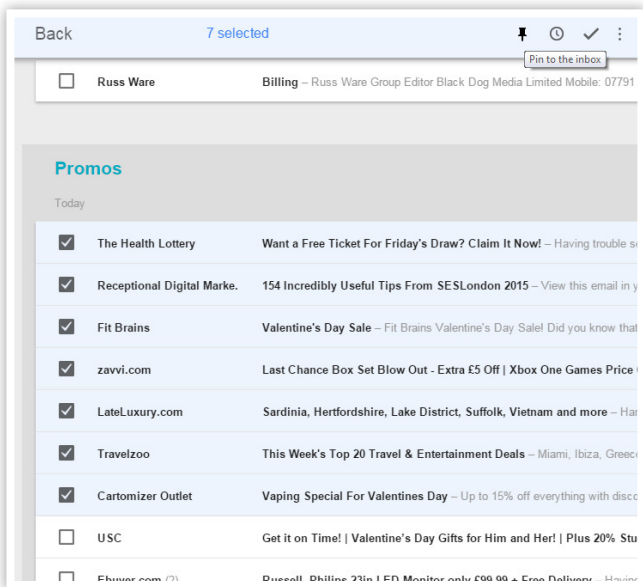 Back 7 selected
Pin to the inbox
Russ Ware Billing – Russ Ware Group Editor Black Dog Media Limited Mobile: 07791
Promos
Today
The Health Lottery Want a Free Ticket For Friday's Draw? Claim It Now! – Having trouble
Receptional Digital Marke. 154 Incredibly Useful Tips From SESLondon 2015 – View this email in
Fit Brains Valentine's Day Sale – Fit Brains Valentine's Day Sale! Did you know that
zavvi.com Last Chance Box Set Blow Out - Extra £5 Off | Xbox One Games Price
LateLuxury.com Sardinia, Hertfordshire, Lake District, Suffolk, Vietnam and more –
Travelzoo This Week's Top 20 Travel & Entertainment Deals – Miami, Ibiza,
Cartomizer Outlet Vaping Special For Valentines Day – Up to 15% off everything with
USC Get it on Time! | Valentine's Day Gifts for Him and Her! | Plus 20%
Ebuyer.com (2) Russell, Philips 23in LED Monitor only £99.99 + Free Delivery – Having